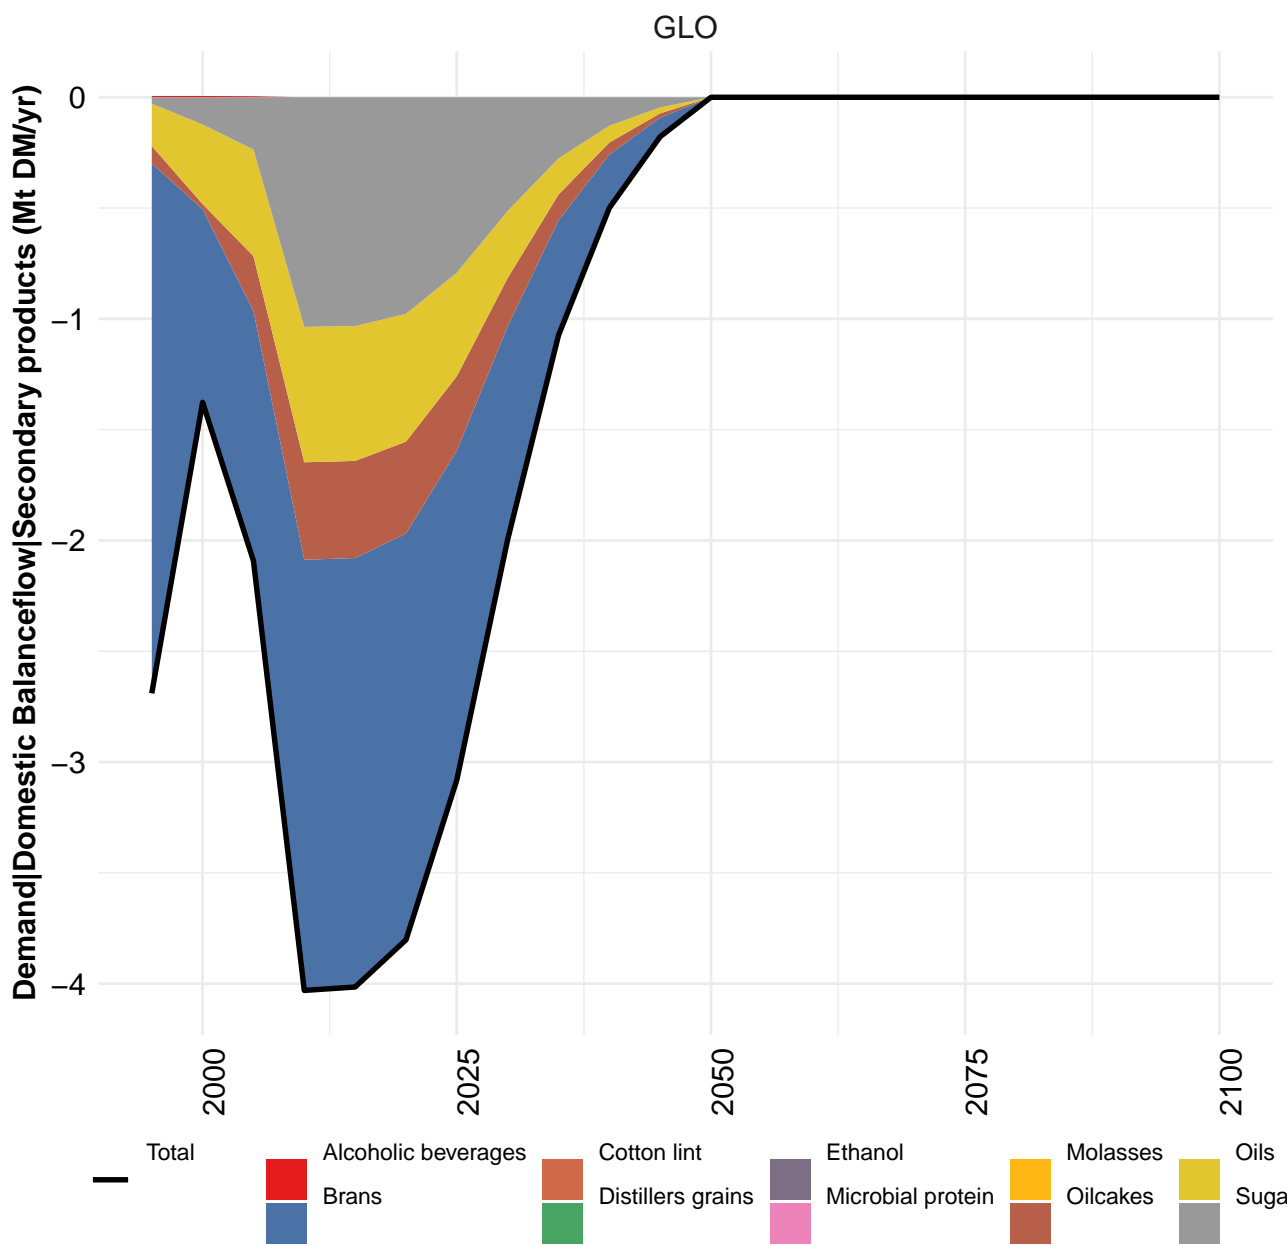 GLO
Demand|Domestic Balanceflow|Secondary products (Mt DM/yr)
0
−1
−2
−3
−4
2000
2025
2050
2075
2100
Total
Alcoholic beverages
Brans
Cotton lint
Distillers grains
Ethanol
Microbial protein
Molasses
Oilcakes
Oils
Suga